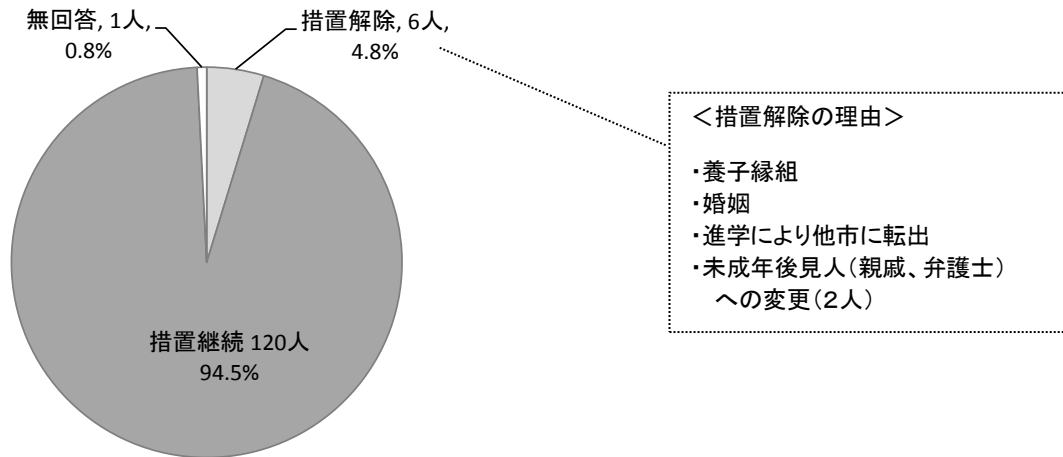 無回答, 1人,
0.8%
措置解除, 6人,
4.8%
措置継続 120人
94.5%
＜措置解除の理由＞
・養子縁組
・婚姻
・進学により他市に転出
・未成年後見人（親戚、弁護士）
への変更（２人）